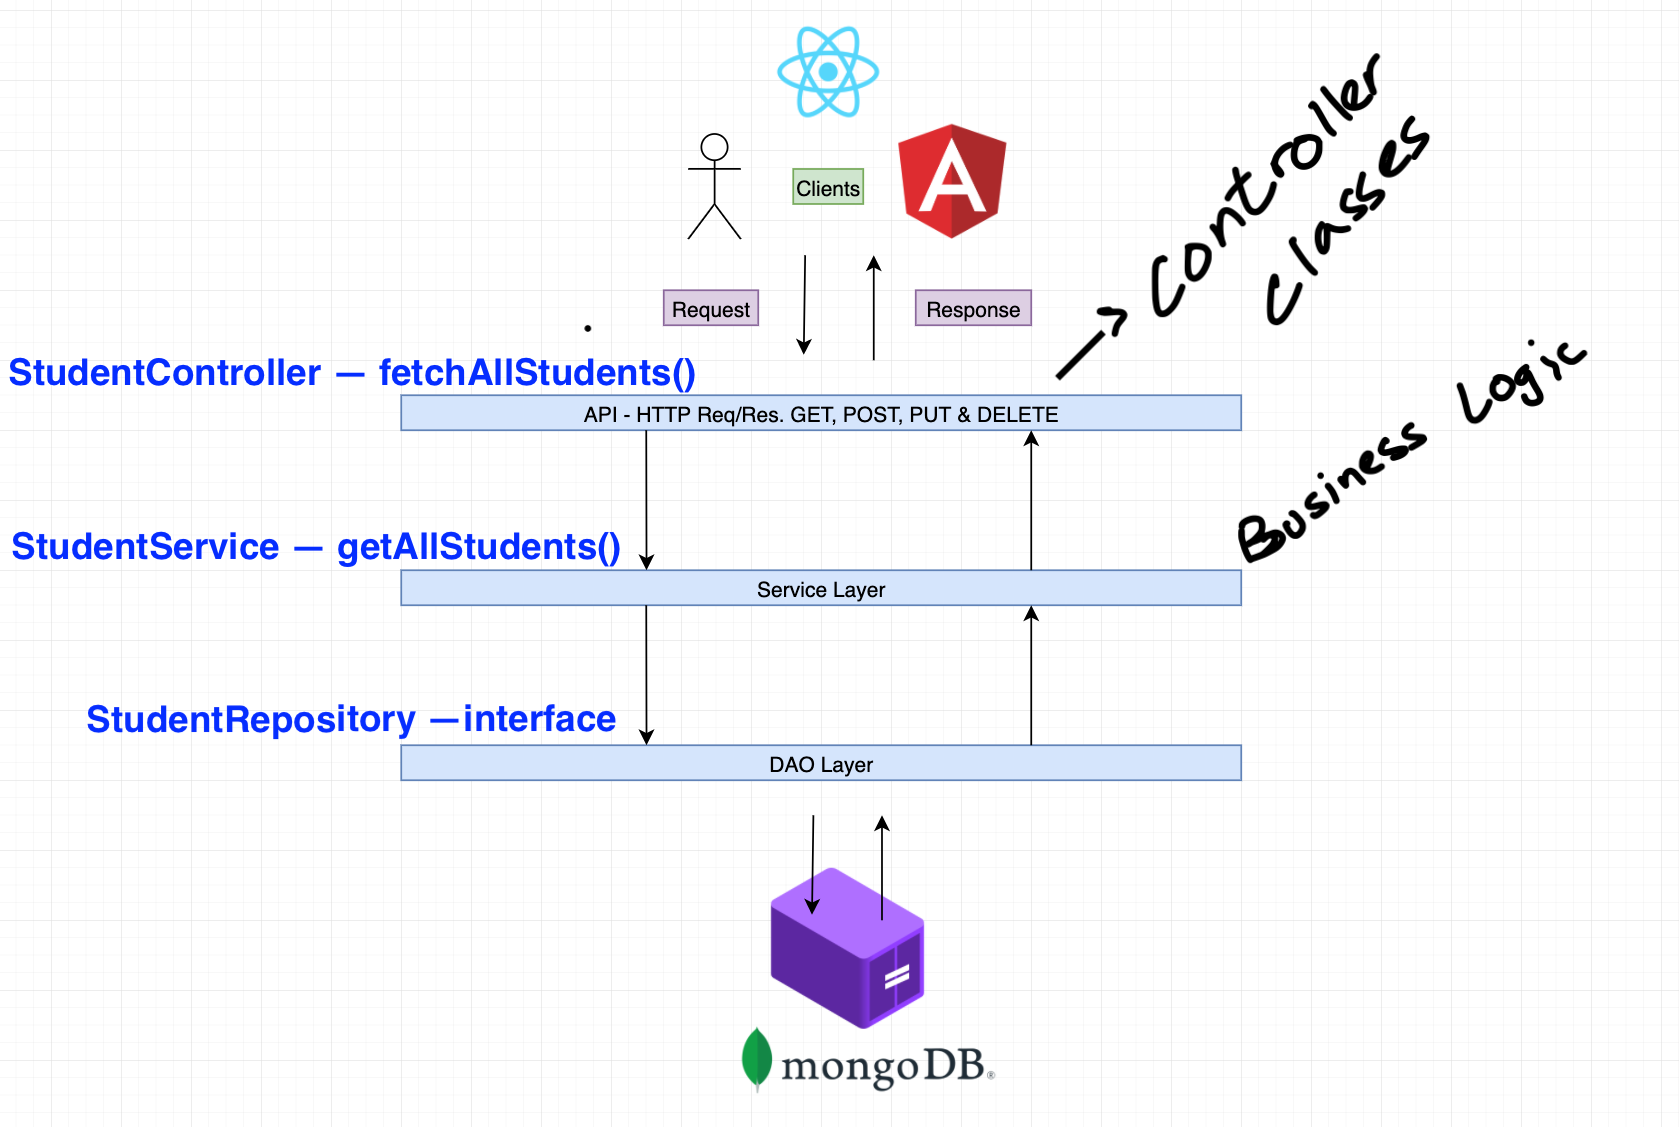 Clients
Request
Response
Controller
Classes
StudentController — fetchAllStudents()
API - HTTP Req/Res. GET, POST, PUT & DELETE
Business Logic
StudentService — getAllStudents()
Service Layer
StudentRepository —interface
DAO Layer
mongoDB®